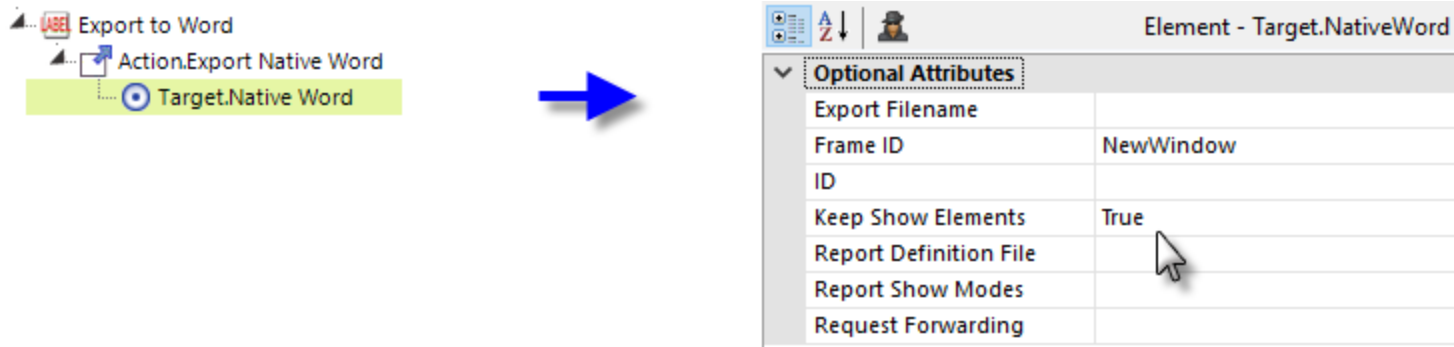 LABEL Export to Word
Action.Export Native Word
Target.Native Word
A
Z
Element - Target.NativeWord
Optional Attributes
Export Filename
Frame ID NewWindow
ID
Keep Show Elements True
Report Definition File
Report Show Modes
Request Forwarding